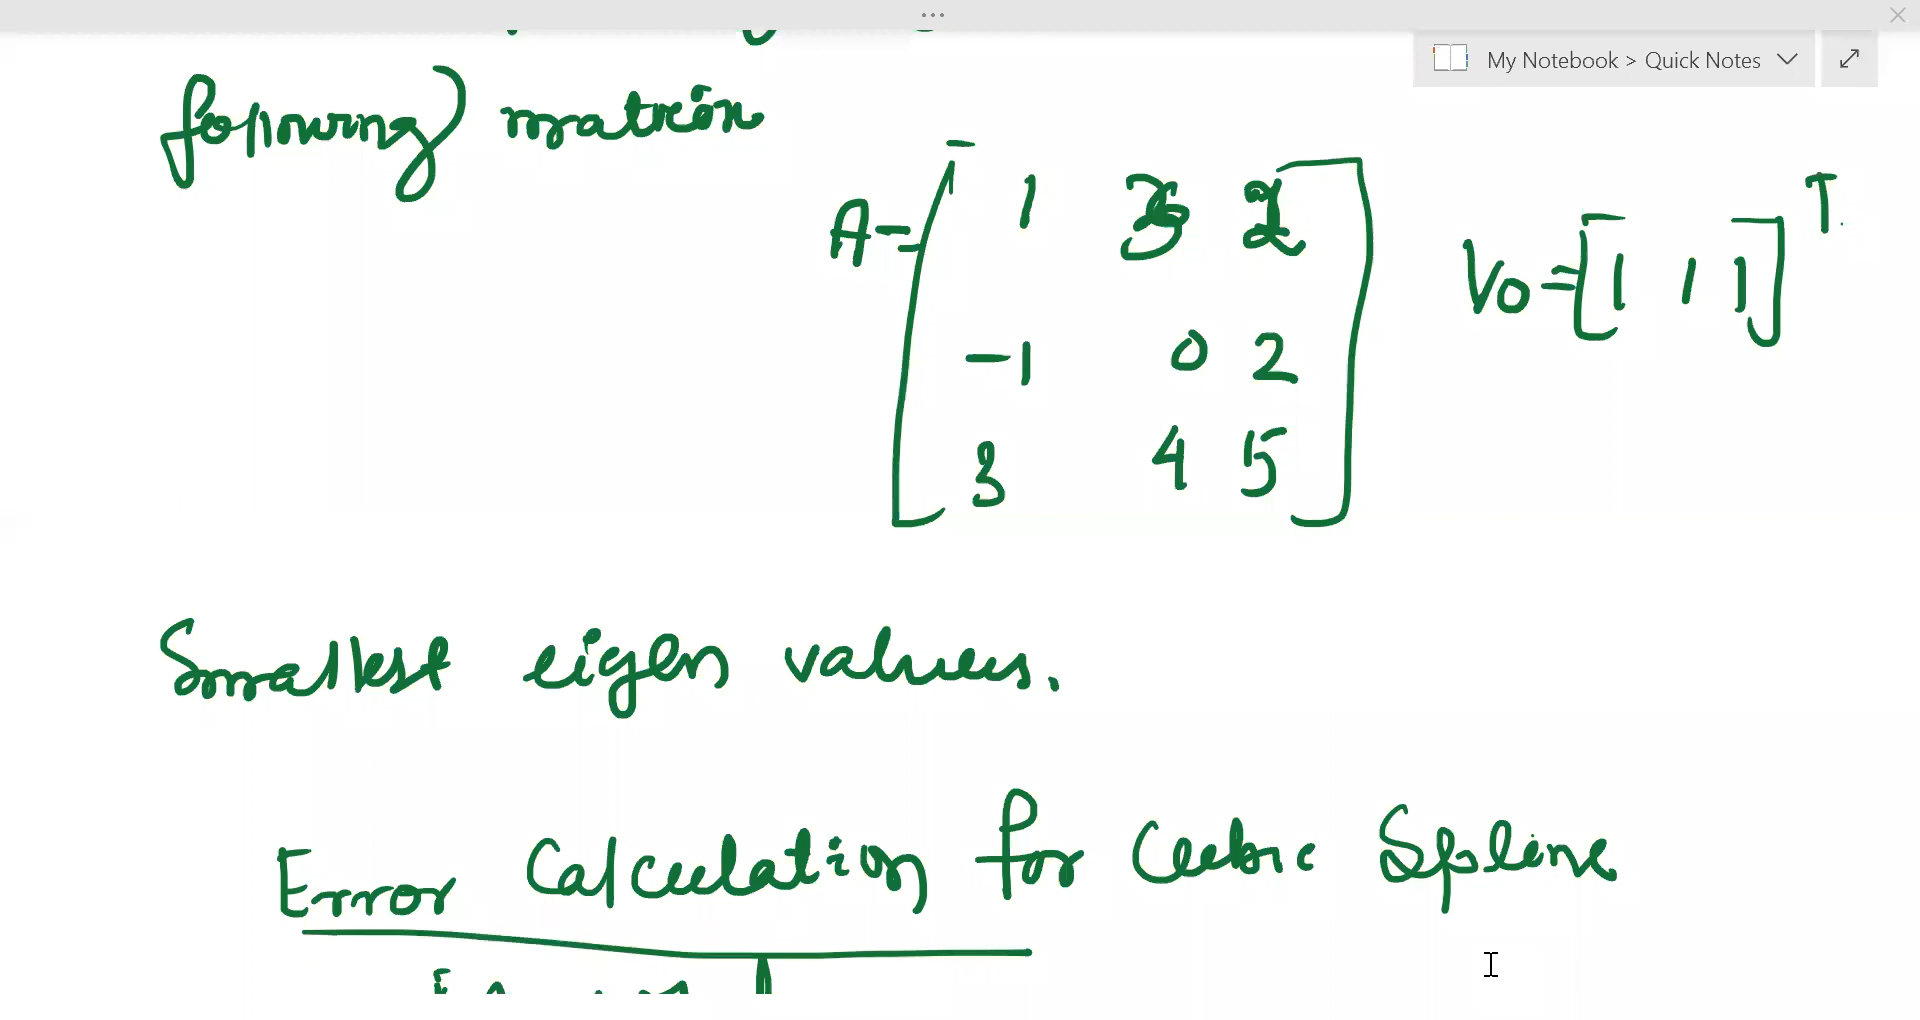 My Notebook > Quick Notes
following matrix
A = [ 1 2
-1 0 2
3 4 5 ]
V0 = [ 1 1 1 ] T
Smallest eigen values.
Error Calculation for Cubic Spline